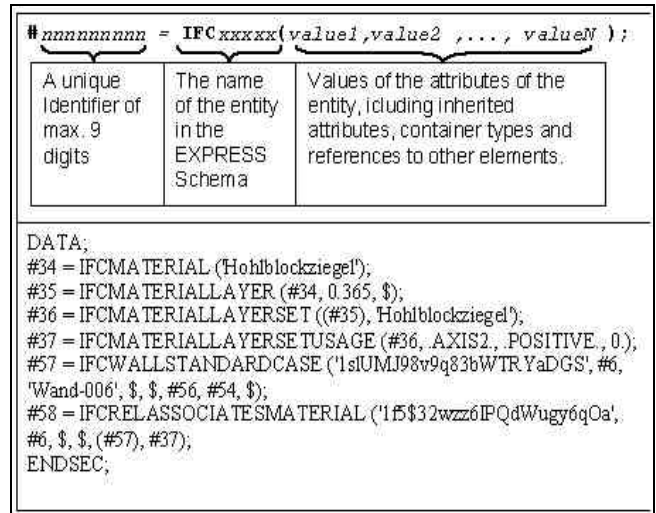 #nnnnnnnnn = IFCxxxxx(value1,value2 ,..., valueN );
A unique
Identifier of
max. 9
digits
The name
of the entity
in the
EXPRESS
Schema
Values of the attributes of the
entity, icluding inherited
attributes, container types and
references to other elements.
DATA;
#34 = IFCMATERIAL ('Hohlblockziegel');
#35 = IFCMATERIALLAYER (#34, 0.365, $);
#36 = IFCMATERIALLAYERSET ((#35), 'Hohlblockziegel');
#37 = IFCMATERIALLAYERSETUSAGE (#36, .AXIS2., .POSITIVE., 0.);
#57 = IFCWALLSTANDARDCASE ('1slUMJ98v9q83bWTRYaDGS', #6,
'Wand-006', $, $, #56, #54, $);
#58 = IFCRELASSOCIATESMATERIAL ('1f5$32wzz6IPQdWugy6qOa',
#6, $, $, (#57), #37);
ENDSEC;